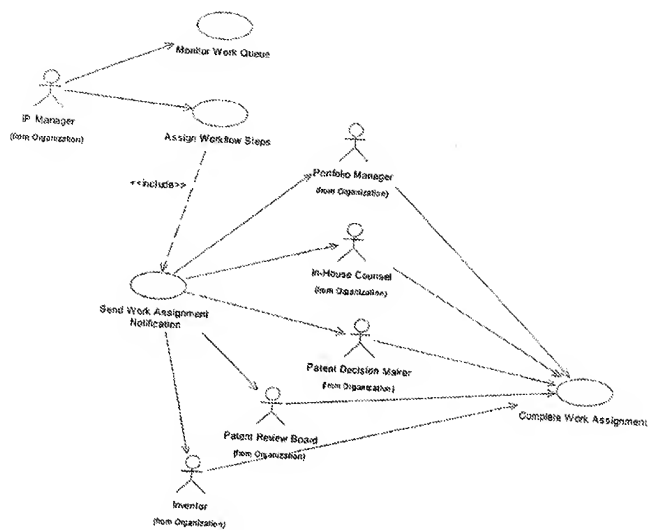 Monitor Work Queue
IP Manager
(from Organization)
Assign Workflow Steps
<<include>>
Portfolio Manager
(from Organization)
In-House Counsel
(from Organization)
Send Work Assignment
Notification
Patent Decision Maker
(from Organization)
Complete Work Assignment
Patent Review Board
(from Organization)
Inventor
(from Organization)